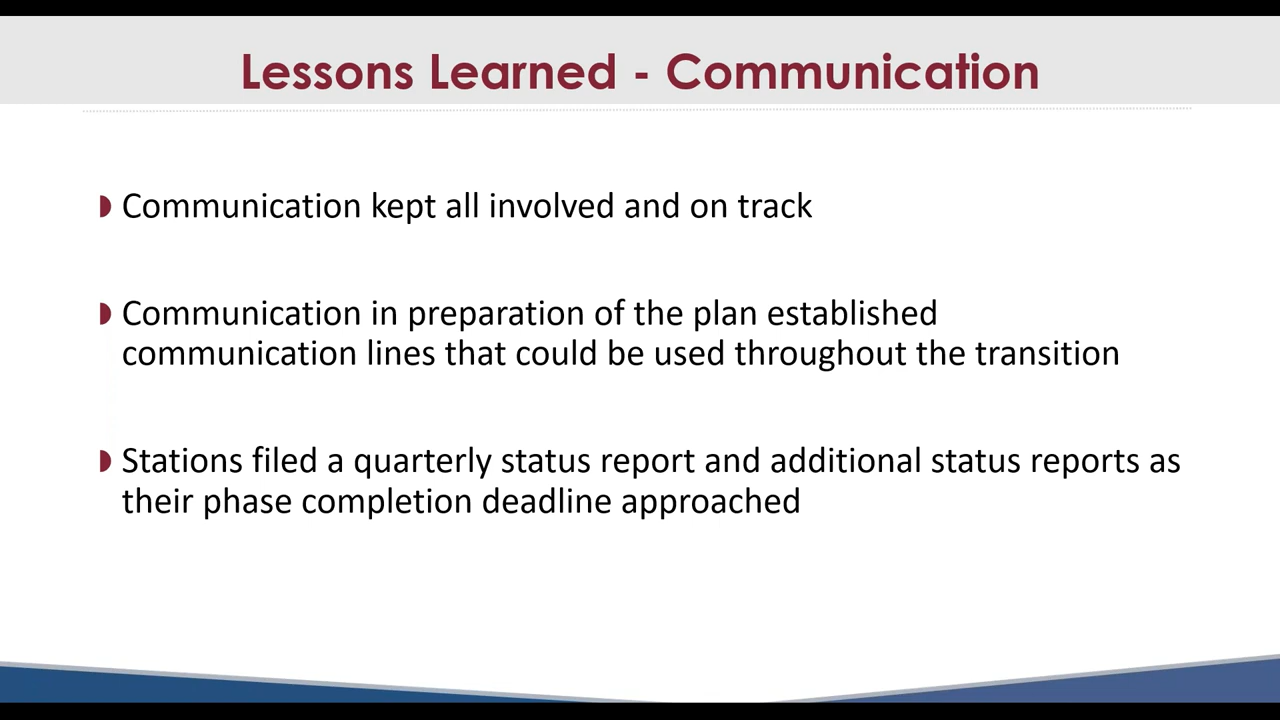 Lessons Learned - Communication
Communication kept all involved and on track
Communication in preparation of the plan established
communication lines that could be used throughout the transition
Stations filed a quarterly status report and additional status reports as
their phase completion deadline approached